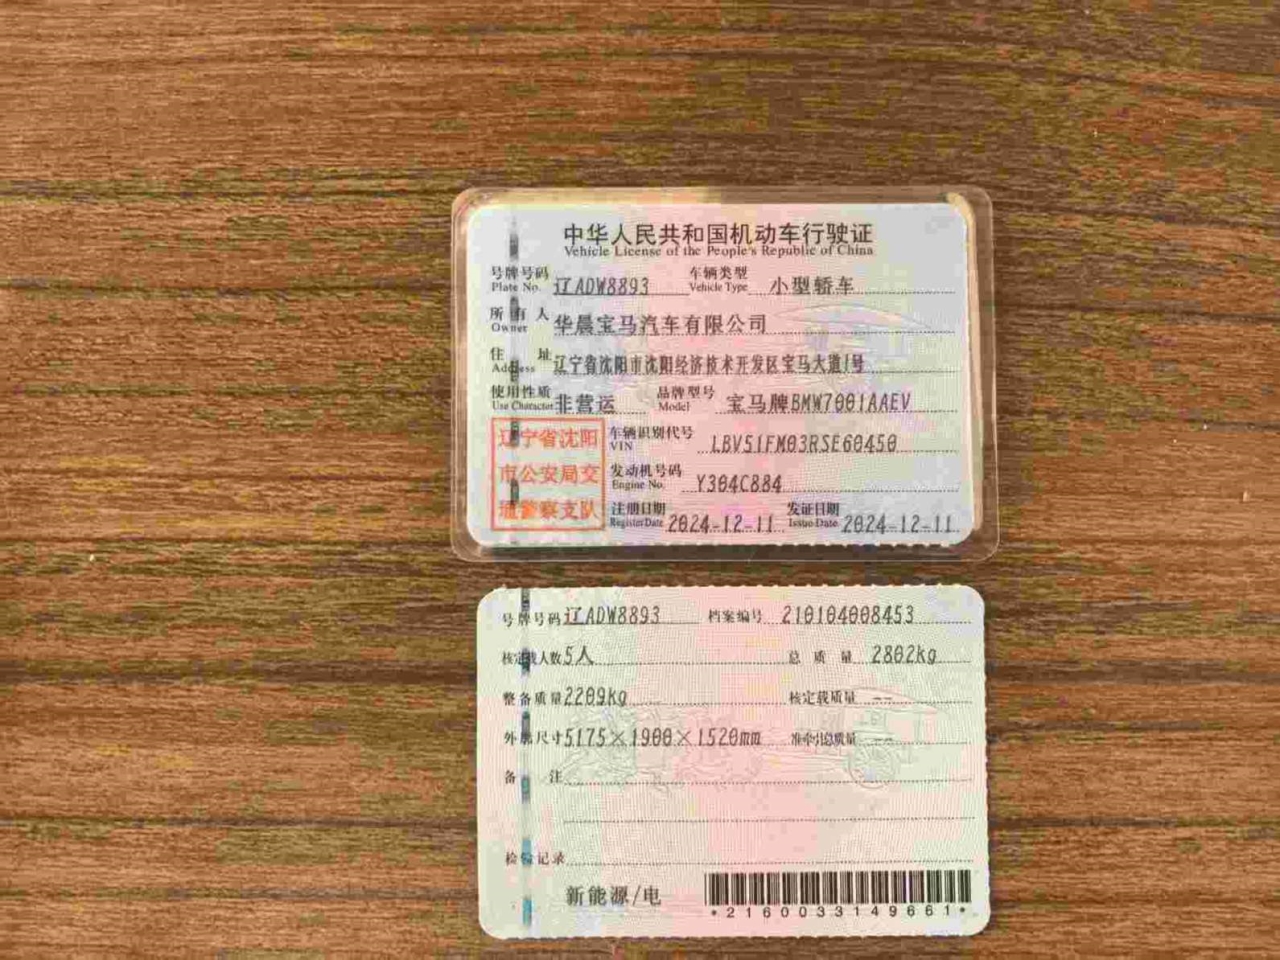 中华人民共和国机动车行驶证
Vehicle License of the People's Republic of China
号牌号码 辽ADW8893 车辆类型 小型轿车
Plate No. Vehicle Type
所有人 华晨宝马汽车有限公司
Owner
住址 辽宁省沈阳市沈阳经济技术开发区宝马大道1号
Address
使用性质 非营运 品牌型号 宝马牌BMW7001AAEV
Use Character Model
辽宁省沈阳
市公安局交
通警察支队
车辆识别代号 LBV51FM03RSE60450
VIN
发动机号码 Y304C884
Engine No.
注册日期 2024-12-11 发证日期 2024-12-11
Register Date Issue Date
号牌号码 辽ADW8893 档案编号 210104008453
核定载人数 5人 总质量 2802kg
整备质量 2209kg 核定载质量 --
外廓尺寸 5175×1900×1520mm 准牵引总质量 --
备注
检验记录
新能源/电
*2160033149661*